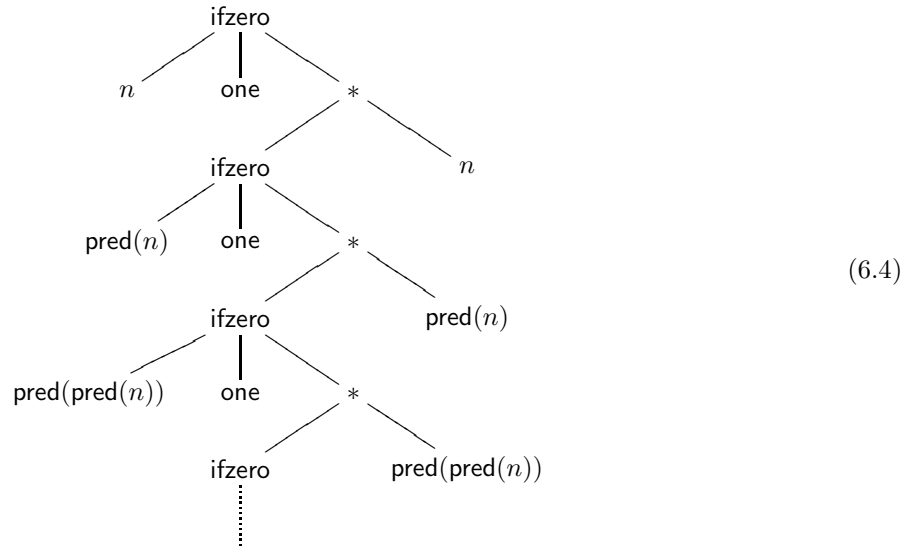 ifzero
n one *
ifzero n
pred(n) one *
(6.4)
ifzero pred(n)
pred(pred(n)) one *
ifzero pred(pred(n))